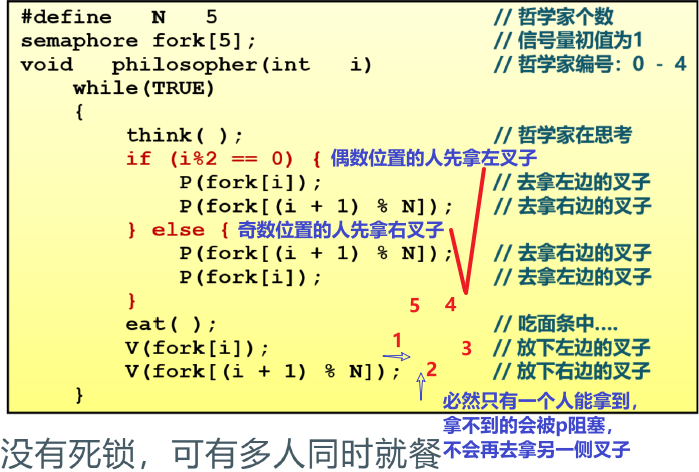 #define N 5 // 哲学家个数
semaphore fork[5]; // 信号量初值为1
void philosopher(int i) // 哲学家编号：0 - 4
while(TRUE)
{
think( ); // 哲学家在思考
if (i%2 == 0) { 偶数位置的人先拿左叉子
P(fork[i]); // 去拿左边的叉子
P(fork[(i + 1) % N]); // 去拿右边的叉子
} else { 奇数位置的人先拿右叉子
P(fork[(i + 1) % N]); // 去拿右边的叉子
P(fork[i]); // 去拿左边的叉子
}
5 4
eat( ); // 吃面条中....
1
V(fork[i]); 3 // 放下左边的叉子
V(fork[(i + 1) % N]); 2 // 放下右边的叉子
}
必然只有一个人能拿到，
拿不到的会被p阻塞，
不会再去拿另一侧叉子
没有死锁，可有多人同时就餐